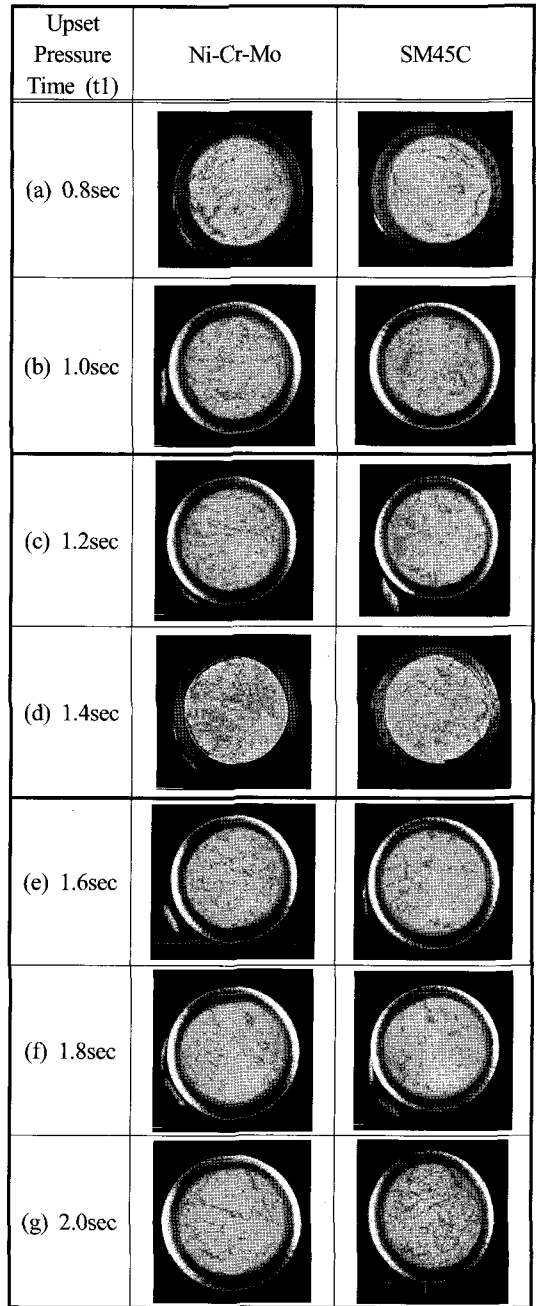 Upset
Pressure
Time (t1)
Ni-Cr-Mo
SM45C
(a) 0.8sec
(b) 1.0sec
(c) 1.2sec
(d) 1.4sec
(e) 1.6sec
(f) 1.8sec
(g) 2.0sec